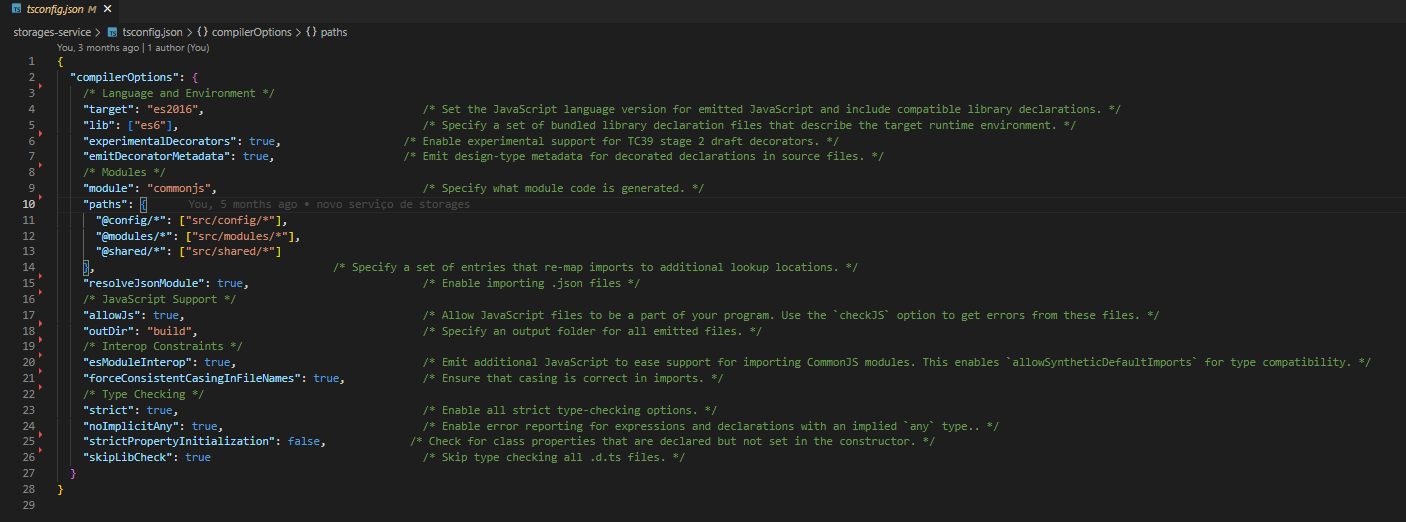 TS tsconfig.json M ×
storages-service > TS tsconfig.json > {} compilerOptions > {} paths
You, 3 months ago | 1 author (You)
1 {
2 "compilerOptions": {
3 /* Language and Environment */
4 "target": "es2016", /* Set the JavaScript language version for emitted JavaScript and include compatible library declarations. */
5 "lib": ["es6"], /* Specify a set of bundled library declaration files that describe the target runtime environment. */
6 "experimentalDecorators": true, /* Enable experimental support for TC39 stage 2 draft decorators. */
7 "emitDecoratorMetadata": true, /* Emit design-type metadata for decorated declarations in source files. */
8 /* Modules */
9 "module": "commonjs", /* Specify what module code is generated. */
10 "paths": { You, 5 months ago • novo serviço de storages
11 "@config/*": ["src/config/*"],
12 "@modules/*": ["src/modules/*"],
13 "@shared/*": ["src/shared/*"]
14 }, /* Specify a set of entries that re-map imports to additional lookup locations. */
15 "resolveJsonModule": true, /* Enable importing .json files */
16 /* JavaScript Support */
17 "allowJs": true, /* Allow JavaScript files to be a part of your program. Use the `checkJS` option to get errors from these files. */
18 "outDir": "build", /* Specify an output folder for all emitted files. */
19 /* Interop Constraints */
20 "esModuleInterop": true, /* Emit additional JavaScript to ease support for importing CommonJS modules. This enables `allowSyntheticDefaultImports` for type compatibility. */
21 "forceConsistentCasingInFileNames": true, /* Ensure that casing is correct in imports. */
22 /* Type Checking */
23 "strict": true, /* Enable all strict type-checking options. */
24 "noImplicitAny": true, /* Enable error reporting for expressions and declarations with an implied `any` type.. */
25 "strictPropertyInitialization": false, /* Check for class properties that are declared but not set in the constructor. */
26 "skipLibCheck": true /* Skip type checking all .d.ts files. */
27 }
28 }
29